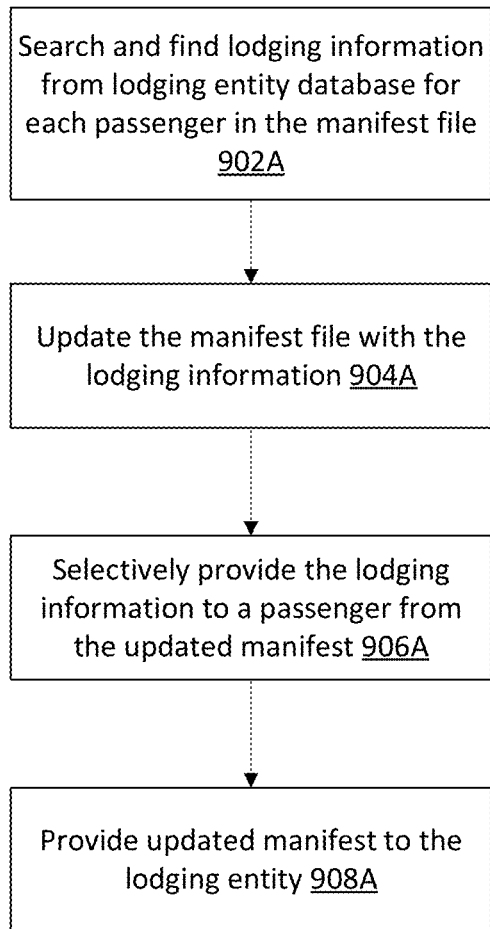 Search and find lodging information
from lodging entity database for
each passenger in the manifest file
902A
Update the manifest file with the
lodging information 904A
Selectively provide the lodging
information to a passenger from
the updated manifest 906A
Provide updated manifest to the
lodging entity 908A